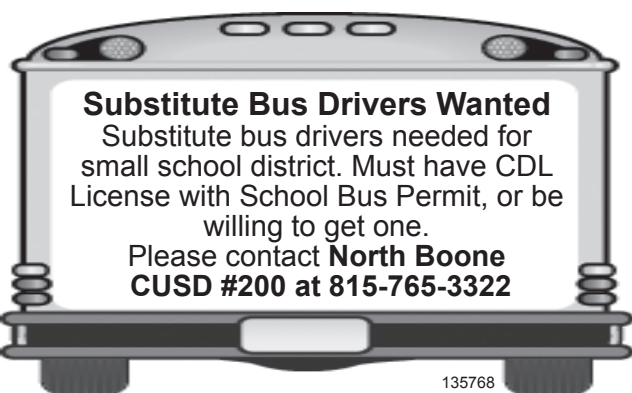 Substitute Bus Drivers Wanted
Substitute bus drivers needed for
small school district. Must have CDL
License with School Bus Permit, or be
willing to get one.
Please contact North Boone
CUSD #200 at 815-765-3322
135768